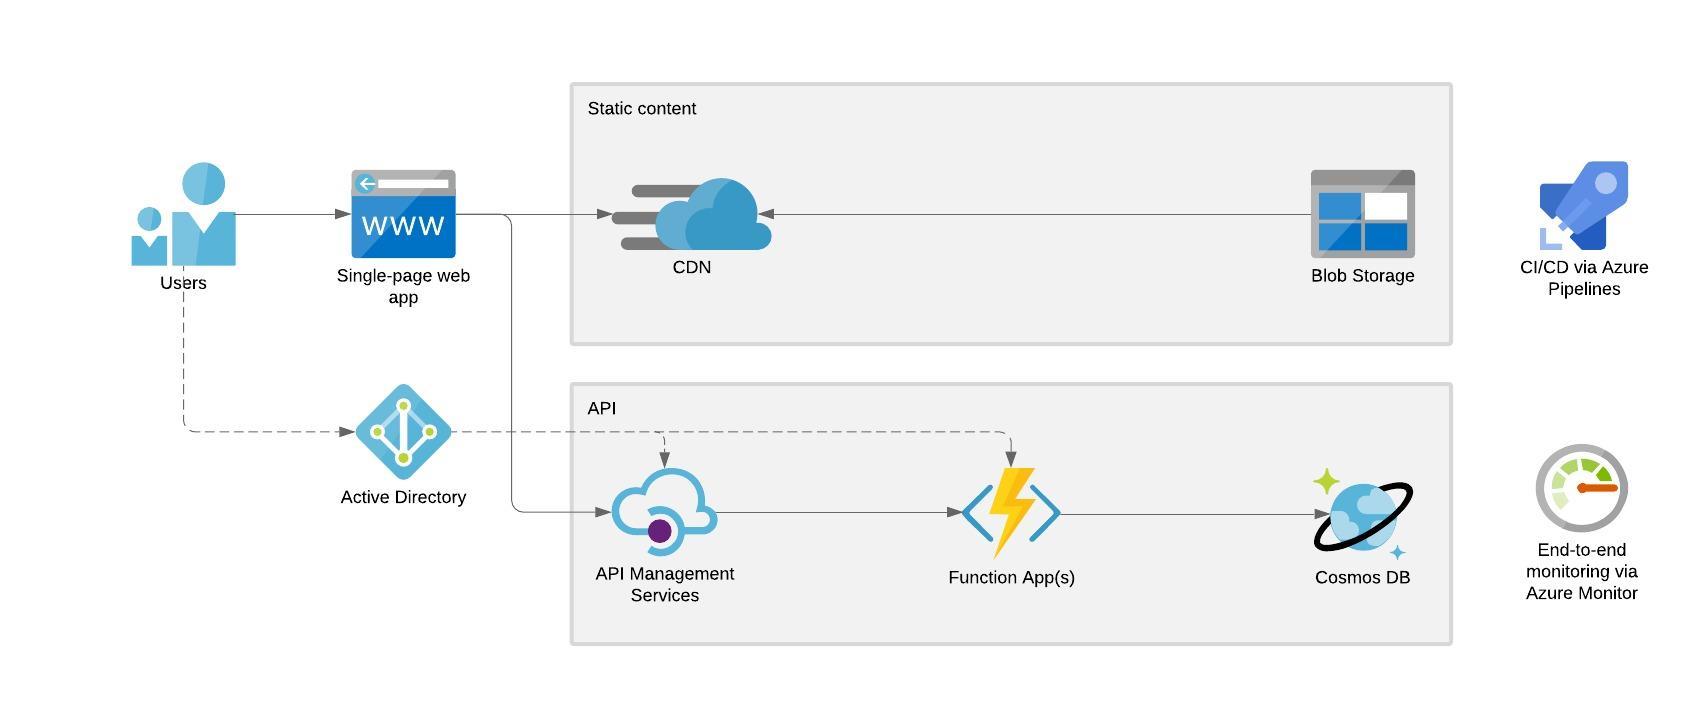 Static content
WWW
Users
Single-page web
app
CDN
Blob Storage
CI/CD via Azure
Pipelines
API
Active Directory
API Management
Services
Function App(s)
Cosmos DB
End-to-end
monitoring via
Azure Monitor